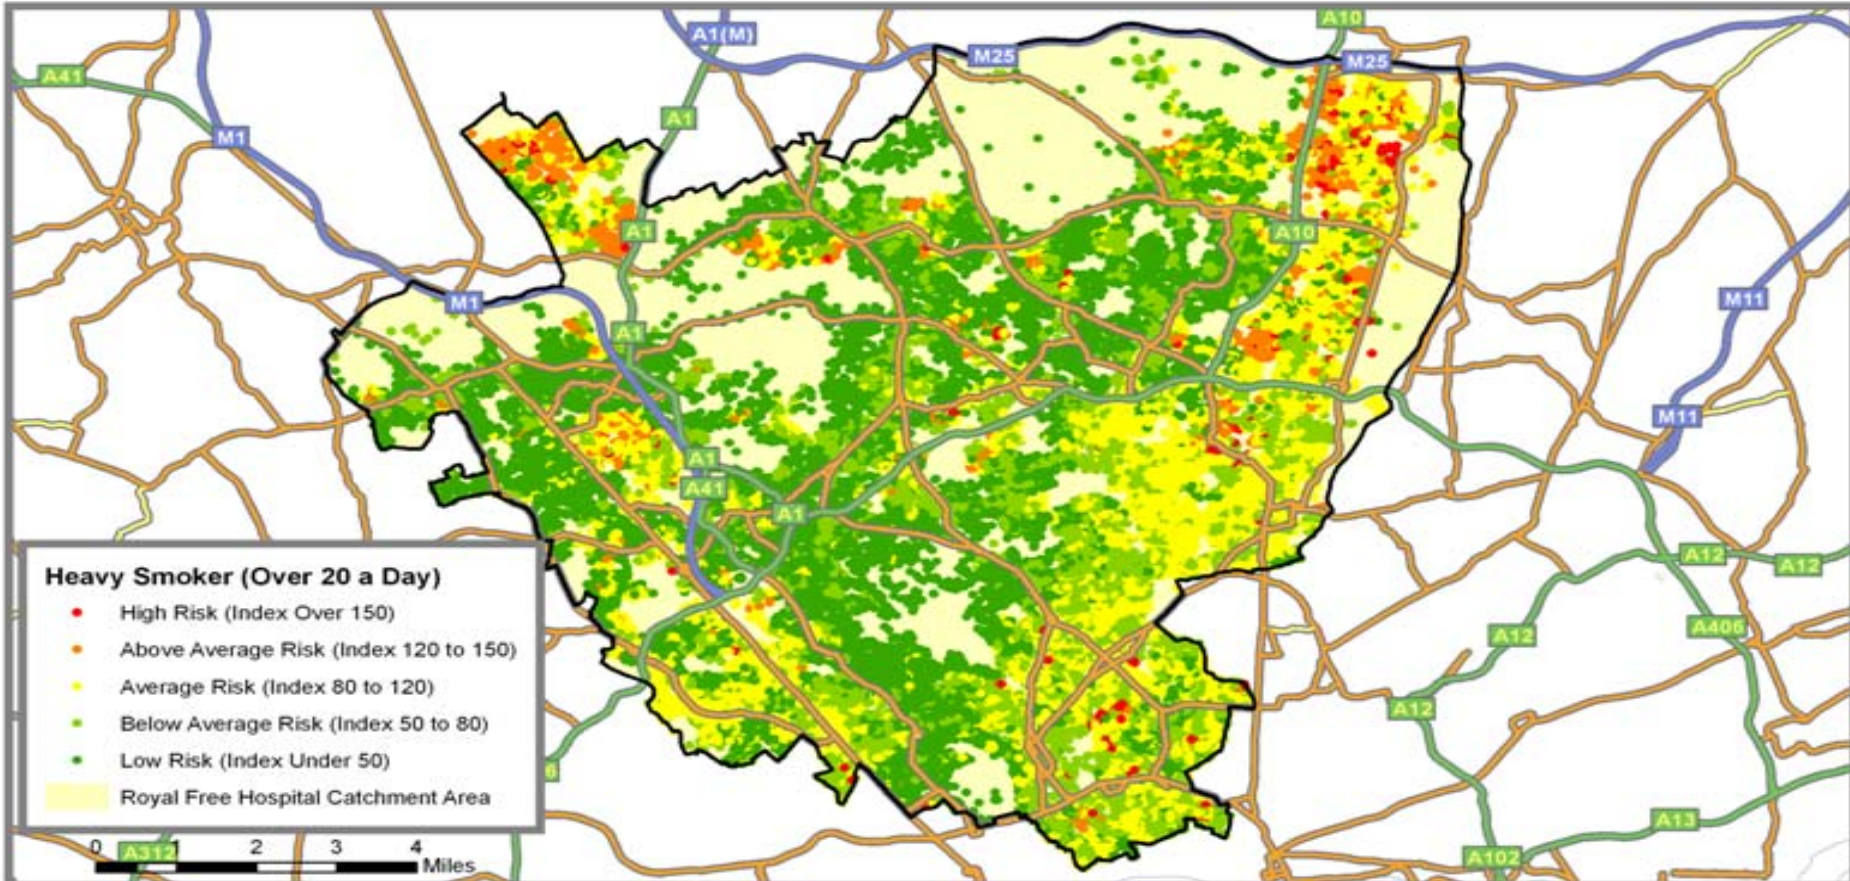 A10
A1(M)
M25
M25
A41
A1
M1
A1
A10
M1
M11
A1
M11
A1
A41
A1
Heavy Smoker (Over 20 a Day)
High Risk (Index Over 150)
Above Average Risk (Index 120 to 150)
Average Risk (Index 80 to 120)
Below Average Risk (Index 50 to 80)
Low Risk (Index Under 50)
Royal Free Hospital Catchment Area
A12
A12
A406
A12
A12
A13
A102
A312
0 1 2 3 4
Miles